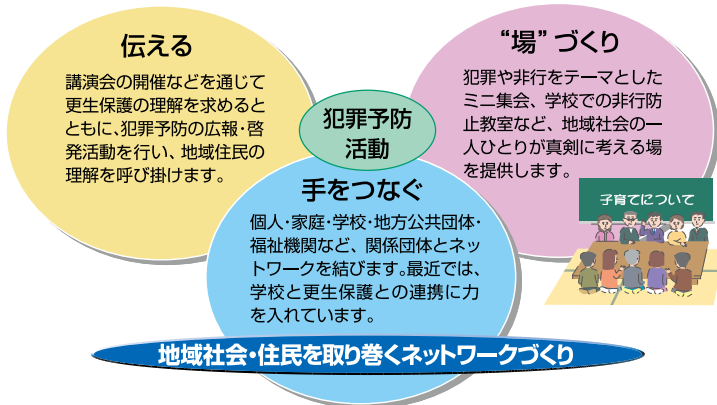 伝える
講演会の開催などを通じて
更生保護の理解を求めると
ともに、犯罪予防の広報・啓
発活動を行い、地域住民の
理解を呼び掛けます。
“場”づくり
犯罪や非行をテーマとした
ミニ集会、学校での非行防
止教室など、地域社会の一
人ひとりが真剣に考える場
を提供します。
子育てについて
犯罪予防
活動
手をつなぐ
個人・家庭・学校・地方公共団体・
福祉機関など、関係団体とネッ
トワークを結びます。最近では、
学校と更生保護との連携に力
を入れています。
地域社会・住民を取り巻くネットワークづくり